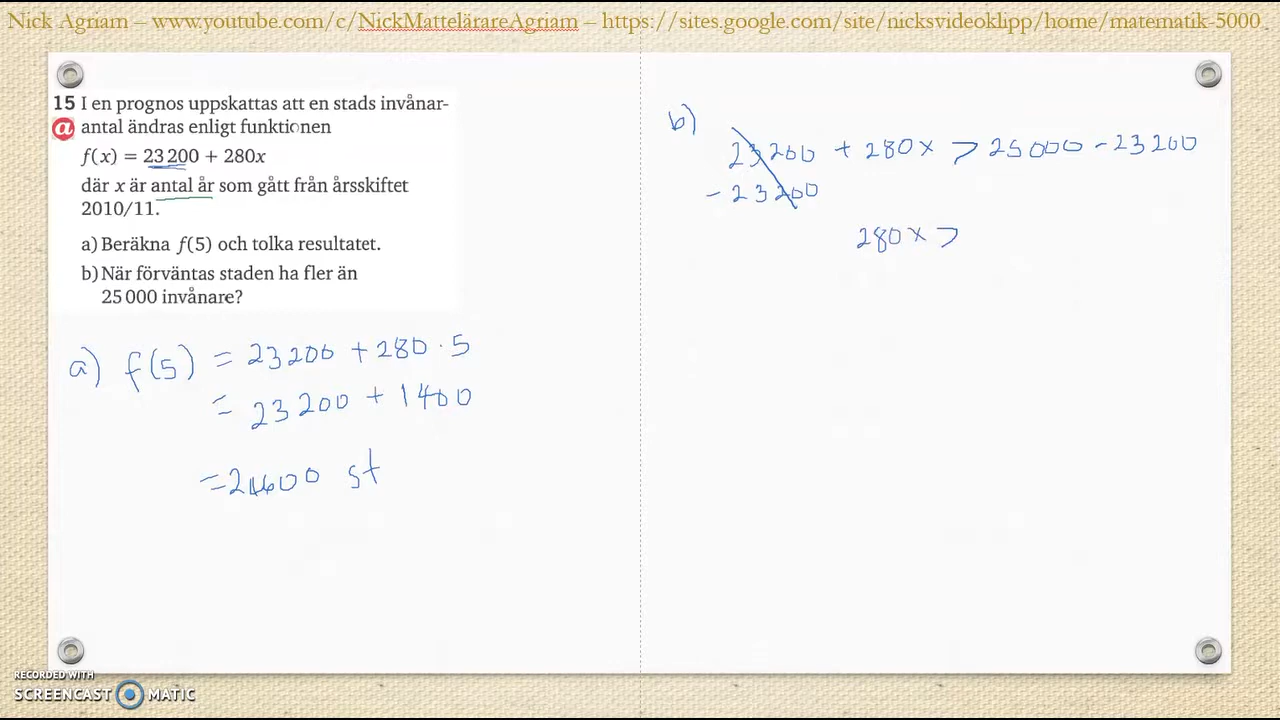 Nick Agriam – www.youtube.com/c/NickMattelärareAgriam – https://sites.google.com/site/nicksvideoklipp/home/matematik-5000
15 I en prognos uppskattas att en stads invånar-
a antal ändras enligt funktionen
f(x) = 23 200 + 280x
där x är antal år som gått från årsskiftet
2010/11.
a) Beräkna f(5) och tolka resultatet.
b) När förväntas staden ha fler än
25 000 invånare?
a) f(5) = 23200 + 280 · 5
= 23200 + 1400
= 24600 st
b)
23200 + 280x > 25000 - 23200
- 23200
280x >
RECORDED WITH
SCREENCAST MATIC